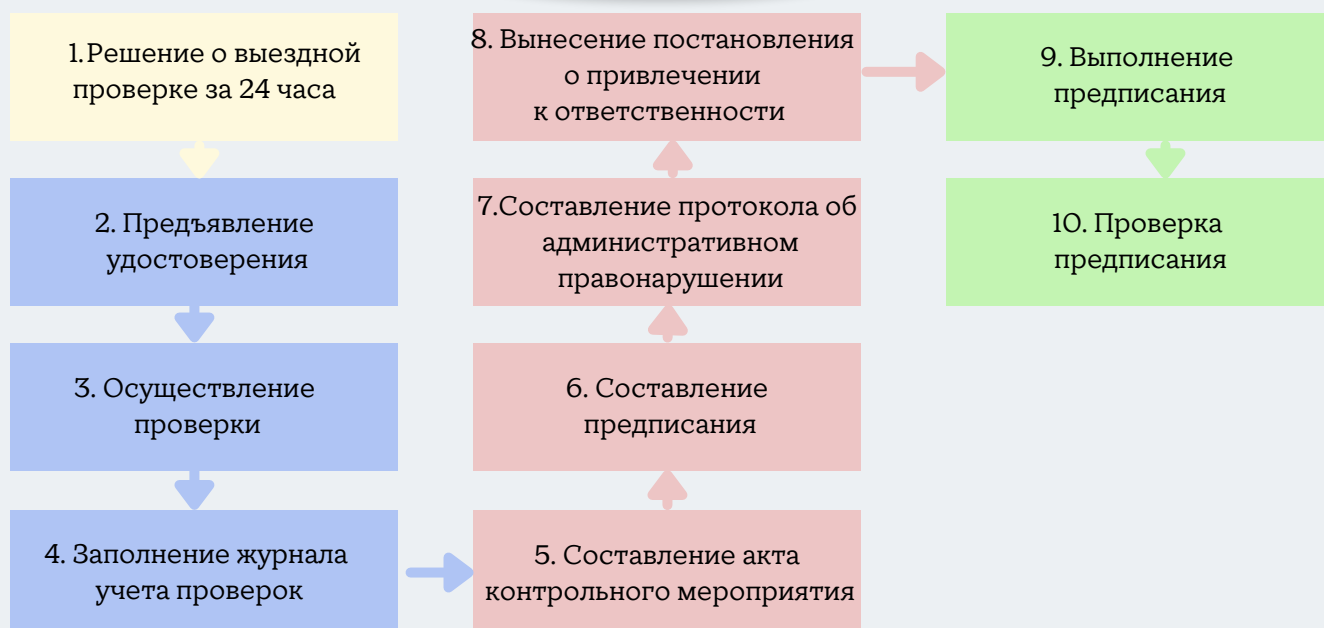 1.Решение о выездной
проверке за 24 часа
2. Предъявление
удостоверения
3. Осуществление
проверки
4. Заполнение журнала
учета проверок
5. Составление акта
контрольного мероприятия
6. Составление
предписания
7.Составление протокола об
административном
правонарушении
8. Вынесение постановления
о привлечении
к ответственности
9. Выполнение
предписания
10. Проверка
предписания